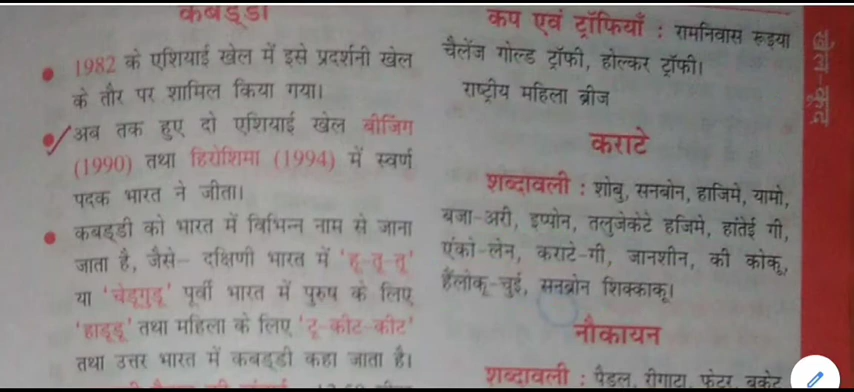 कबड्डी
1982 के एशियाई खेल में इसे प्रदर्शनी खेल
के तौर पर शामिल किया गया।
अब तक हुए दो एशियाई खेल बीजिंग
(1990) तथा हिरोशिमा (1994) में स्वर्ण
पदक भारत ने जीता।
कबड्डी को भारत में विभिन्न नाम से जाना
जाता है, जैसे- दक्षिणी भारत में 'हू-तू-तू'
या 'चेडूगुडू' पूर्वी भारत में पुरुष के लिए
'हाडूडू' तथा महिला के लिए 'टू-कीट-कीट'
तथा उत्तर भारत में कबड्डी कहा जाता है।
कप एवं ट्रॉफियाँ : रामनिवास रूइया
चैलेंज गोल्ड ट्रॉफी, होल्कर ट्रॉफी।
राष्ट्रीय महिला ब्रीज
कराटे
शब्दावली : शोबु, सनबोन, हाजिमे, यामो,
बजा-अरी, इप्पोन, तलुजेकेटे हजिमे, हांतेई गी,
एंको-लेन, कराटे-गी, जानशीन, की कोकू,
हैलोकू-चुई, सनब्रोन शिक्काकू।
नौकायन
शब्दावली : पैडल, रीगाटा, फेदर, बकेट
खेल-कूद